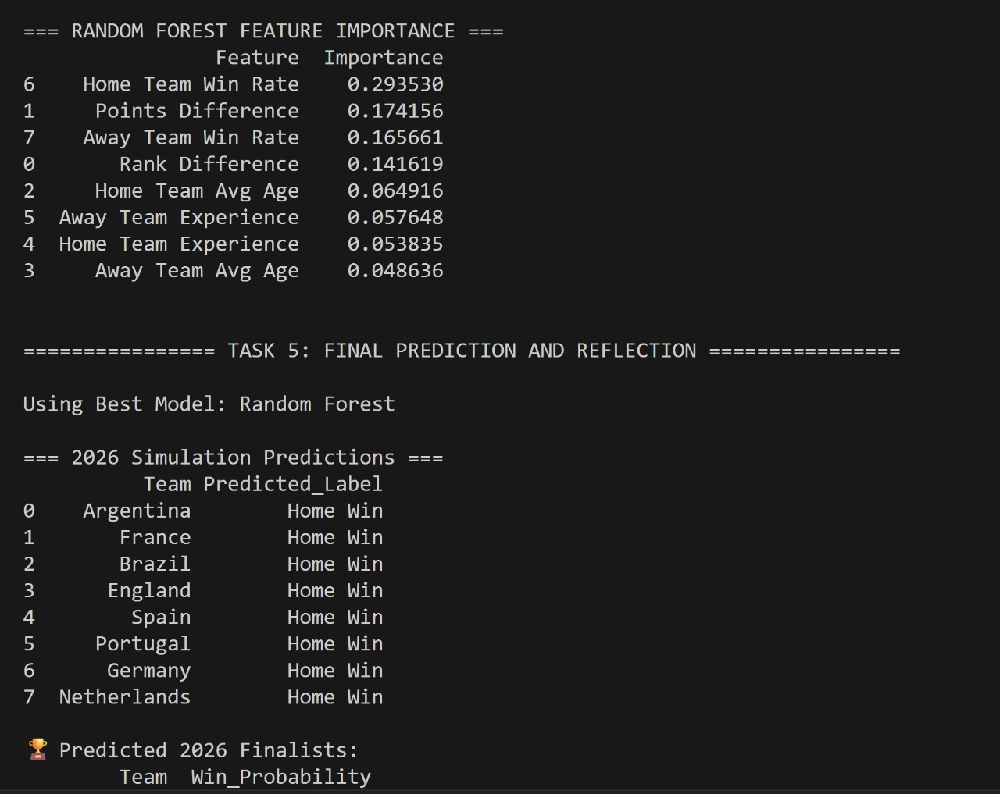 === RANDOM FOREST FEATURE IMPORTANCE ===
Feature Importance
6 Home Team Win Rate 0.293530
1 Points Difference 0.174156
7 Away Team Win Rate 0.165661
0 Rank Difference 0.141619
2 Home Team Avg Age 0.064916
5 Away Team Experience 0.057648
4 Home Team Experience 0.053835
3 Away Team Avg Age 0.048636
================ TASK 5: FINAL PREDICTION AND REFLECTION ================
Using Best Model: Random Forest
=== 2026 Simulation Predictions ===
Team Predicted_Label
0 Argentina Home Win
1 France Home Win
2 Brazil Home Win
3 England Home Win
4 Spain Home Win
5 Portugal Home Win
6 Germany Home Win
7 Netherlands Home Win
🏆 Predicted 2026 Finalists:
Team Win_Probability